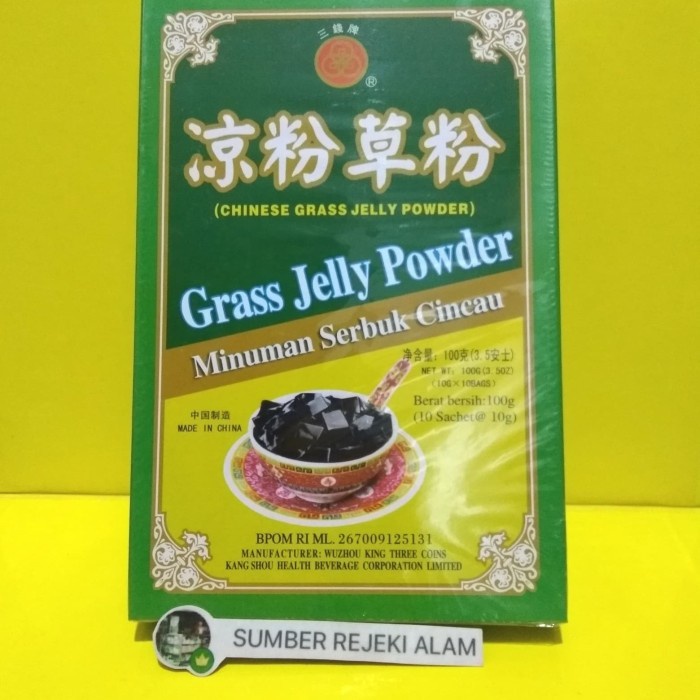 三錢牌
®
凉粉草粉
(CHINESE GRASS JELLY POWDER)
Grass Jelly Powder
Minuman Serbuk Cincau
净含量: 100克(3.5安士)
NET WT: 100G(3.5OZ)
(10G×10BAGS)
Berat bersih:100g
(10 Sachet@ 10g)
中国制造
MADE IN CHINA
BPOM RI ML. 267009125131
MANUFACTURER: WUZHOU KING THREE COINS
KANG SHOU HEALTH BEVERAGE CORPORATION LIMITED
SUMBER REJEKI ALAM